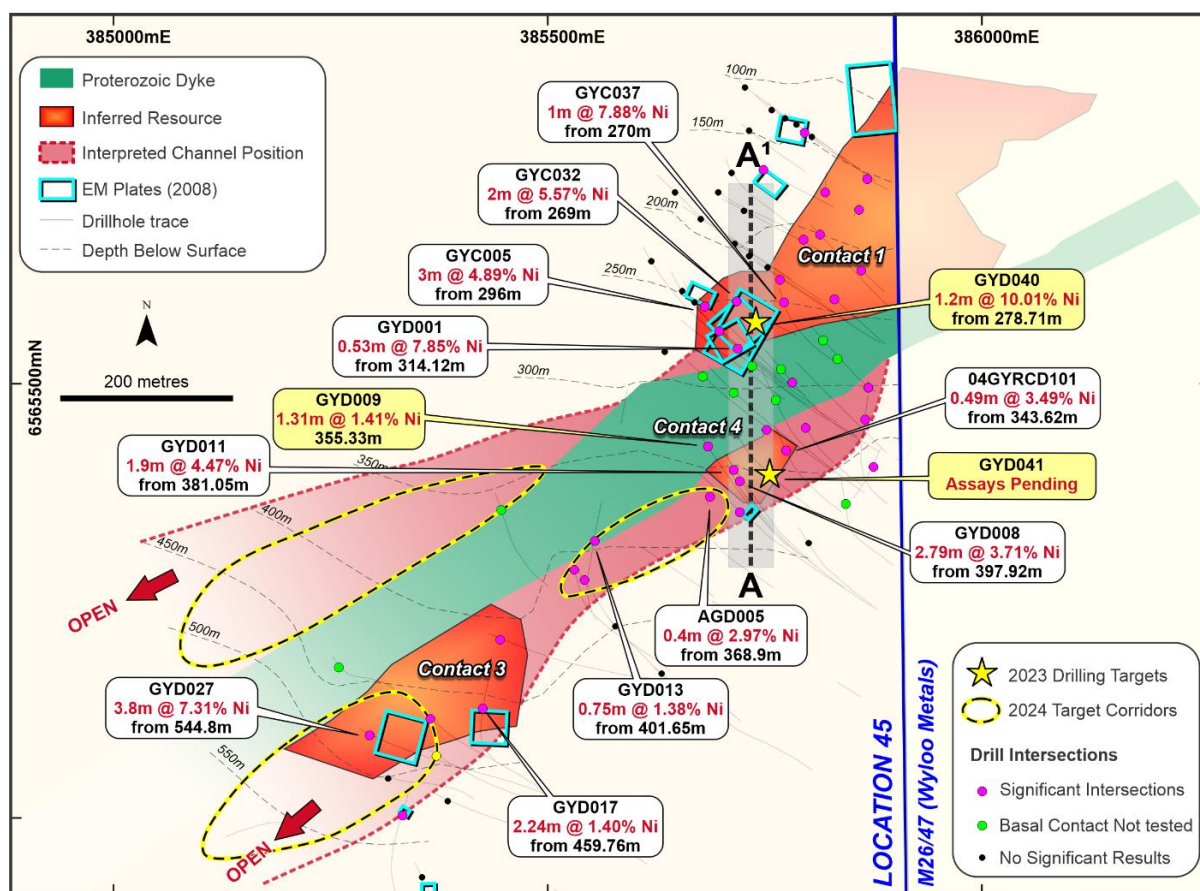 385000mE
385500mE
386000mE
Proterozoic Dyke
Inferred Resource
Interpreted Channel Position
EM Plates (2008)
Drillhole trace
Depth Below Surface
N
200 metres
6565500mN
GYC037
1m @ 7.88% Ni
from 270m
GYC032
2m @ 5.57% Ni
from 269m
GYC005
3m @ 4.89% Ni
from 296m
GYD001
0.53m @ 7.85% Ni
from 314.12m
GYD009
1.31m @ 1.41% Ni
355.33m
GYD011
1.9m @ 4.47% Ni
from 381.05m
100m
150m
200m
250m
300m
350m
400m
450m
500m
550m
A¹
A
Contact 1
Contact 4
Contact 3
GYD040
1.2m @ 10.01% Ni
from 278.71m
04GYRCD101
0.49m @ 3.49% Ni
from 343.62m
GYD041
Assays Pending
GYD008
2.79m @ 3.71% Ni
from 397.92m
AGD005
0.4m @ 2.97% Ni
from 368.9m
GYD013
0.75m @ 1.38% Ni
from 401.65m
GYD027
3.8m @ 7.31% Ni
from 544.8m
GYD017
2.24m @ 1.40% Ni
from 459.76m
OPEN
OPEN
LOCATION 45
M26/47 (Wyloo Metals)
2023 Drilling Targets
2024 Target Corridors
Drill Intersections
Significant Intersections
Basal Contact Not tested
No Significant Results